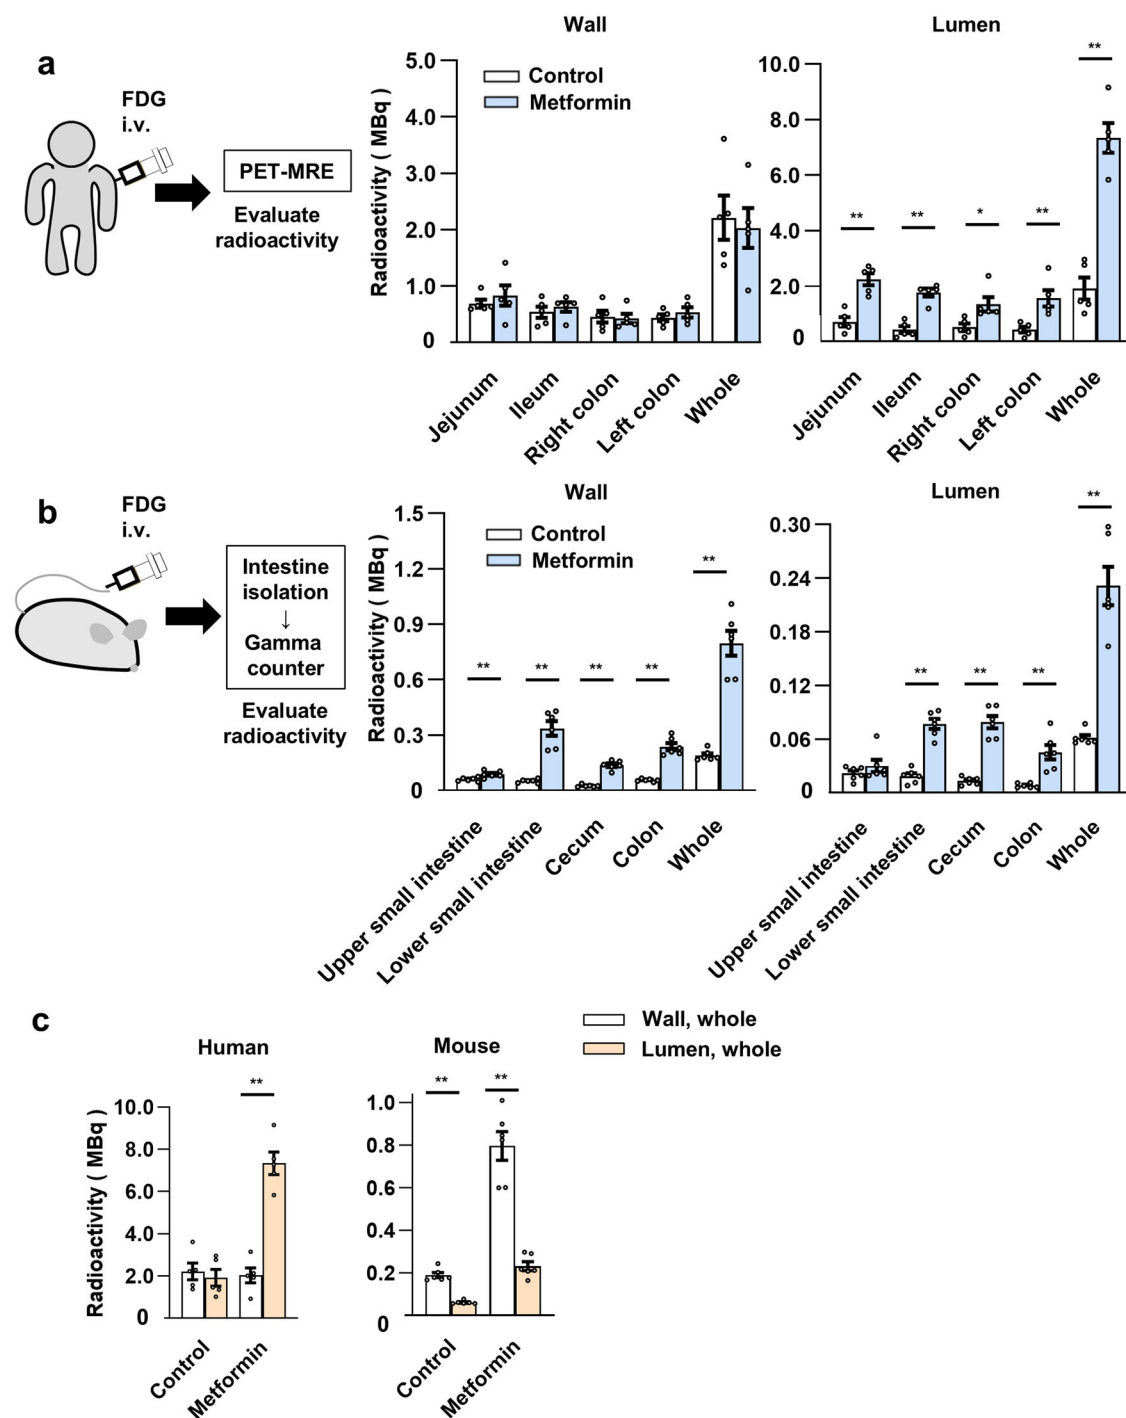 a
FDG
i.v.
PET-MRE
Evaluate
radioactivity
Wall
Radioactivity ( MBq )
5.0
4.0
3.0
2.0
1.0
0
Control
Metformin
Jejunum
Ileum
Right colon
Left colon
Whole
Lumen
10.0
8.0
6.0
4.0
2.0
0
**
**
*
**
**
Jejunum
Ileum
Right colon
Left colon
Whole
b
FDG
i.v.
Intestine
isolation
↓
Gamma
counter
Evaluate
radioactivity
Wall
Radioactivity ( MBq )
1.5
1.2
0.9
0.6
0.3
0
Control
Metformin
**
**
**
**
**
Upper small intestine
Lower small intestine
Cecum
Colon
Whole
Lumen
0.30
0.24
0.18
0.12
0.06
0
**
**
**
**
Upper small intestine
Lower small intestine
Cecum
Colon
Whole
c
Wall, whole
Lumen, whole
Human
Radioactivity ( MBq )
10.0
8.0
6.0
4.0
2.0
0
**
Control
Metformin
Mouse
1.0
0.8
0.6
0.4
0.2
0
**
**
Control
Metformin